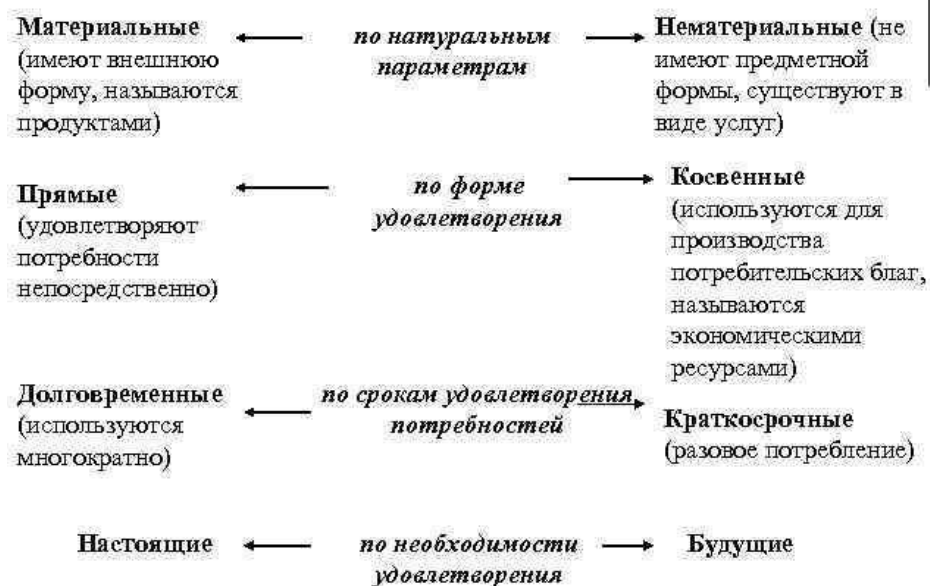 Материальные
(имеют внешнюю
форму, называются
продуктами)
по натуральным
параметрам
Нематериальные (не
имеют предметной
формы, существуют в
виде услуг)
Прямые
(удовлетворяют
потребности
непосредственно)
по форме
удовлетворения
Косвенные
(используются для
производства
потребительских благ,
называются
экономическими
ресурсами)
Долговременные
(используются
многократно)
по срокам удовлетворения
потребностей
Краткосрочные
(разовое потребление)
Настоящие
по необходимости
удовлетворения
Будущие